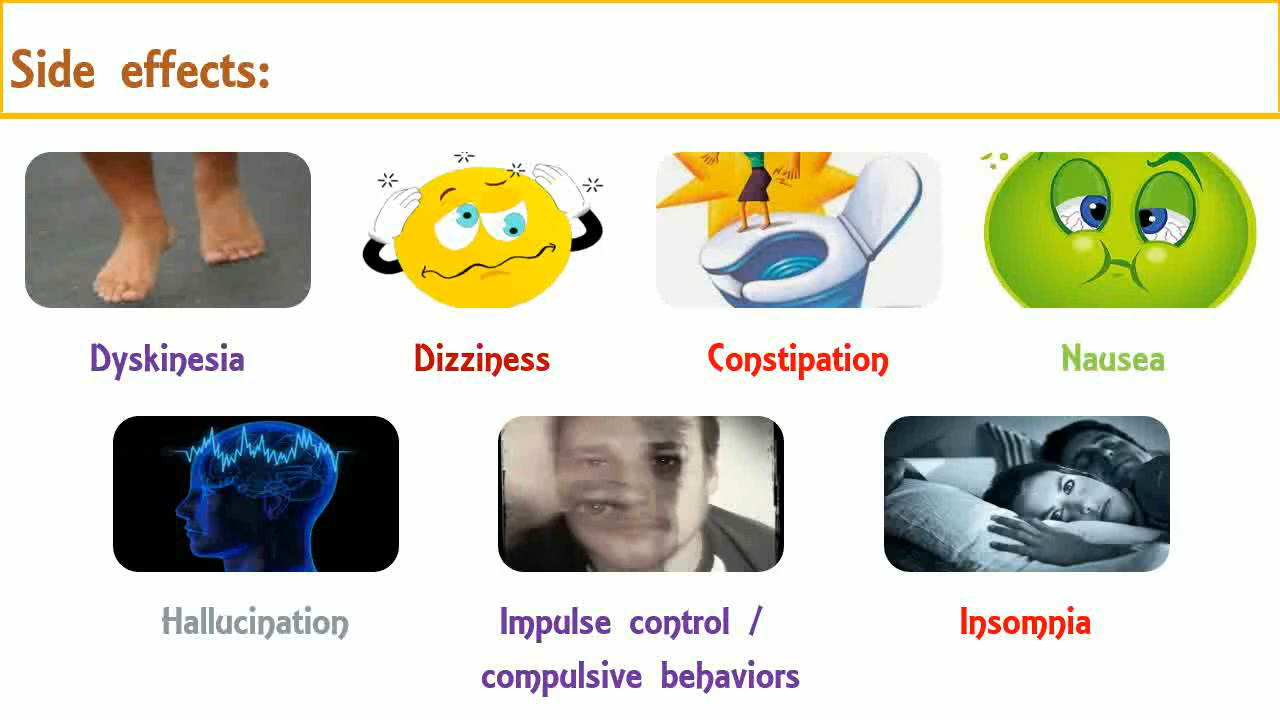 Side effects:
Dyskinesia
Dizziness
Constipation
Nausea
Hallucination
Impulse control /
compulsive behaviors
Insomnia